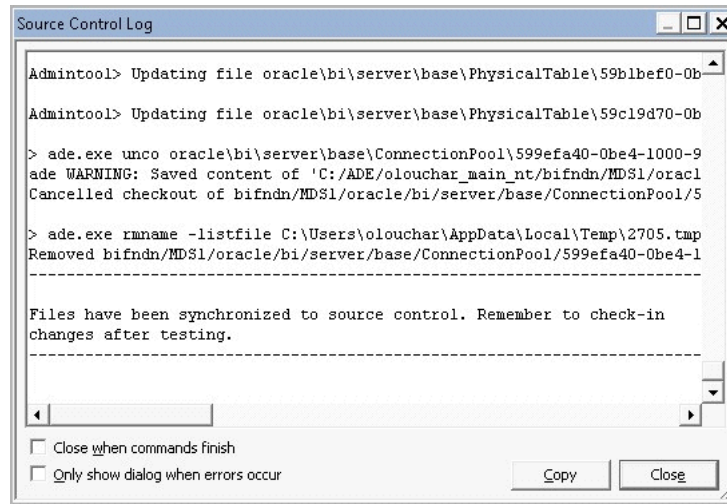 Source Control Log
Admintool> Updating file oracle\bi\server\base\PhysicalTable\59b1bef0-0b
Admintool> Updating file oracle\bi\server\base\PhysicalTable\59c19d70-0b
> ade.exe unco oracle\bi\server\base\ConnectionPool\599efa40-0be4-1000-9
ade WARNING: Saved content of 'C:/ADE/olouchar_main_nt/bifndn/MDS1/oracl
Cancelled checkout of bifndn/MDS1/oracle/bi/server/base/ConnectionPool/5
> ade.exe rmname -listfile C:\Users\olouchar\AppData\Local\Temp\2705.tmp
Removed bifndn/MDS1/oracle/bi/server/base/ConnectionPool/599efa40-0be4-1
------------------------------------------------------------------------
Files have been synchronized to source control. Remember to check-in
changes after testing.
------------------------------------------------------------------------
Close when commands finish
Only show dialog when errors occur
Copy
Close